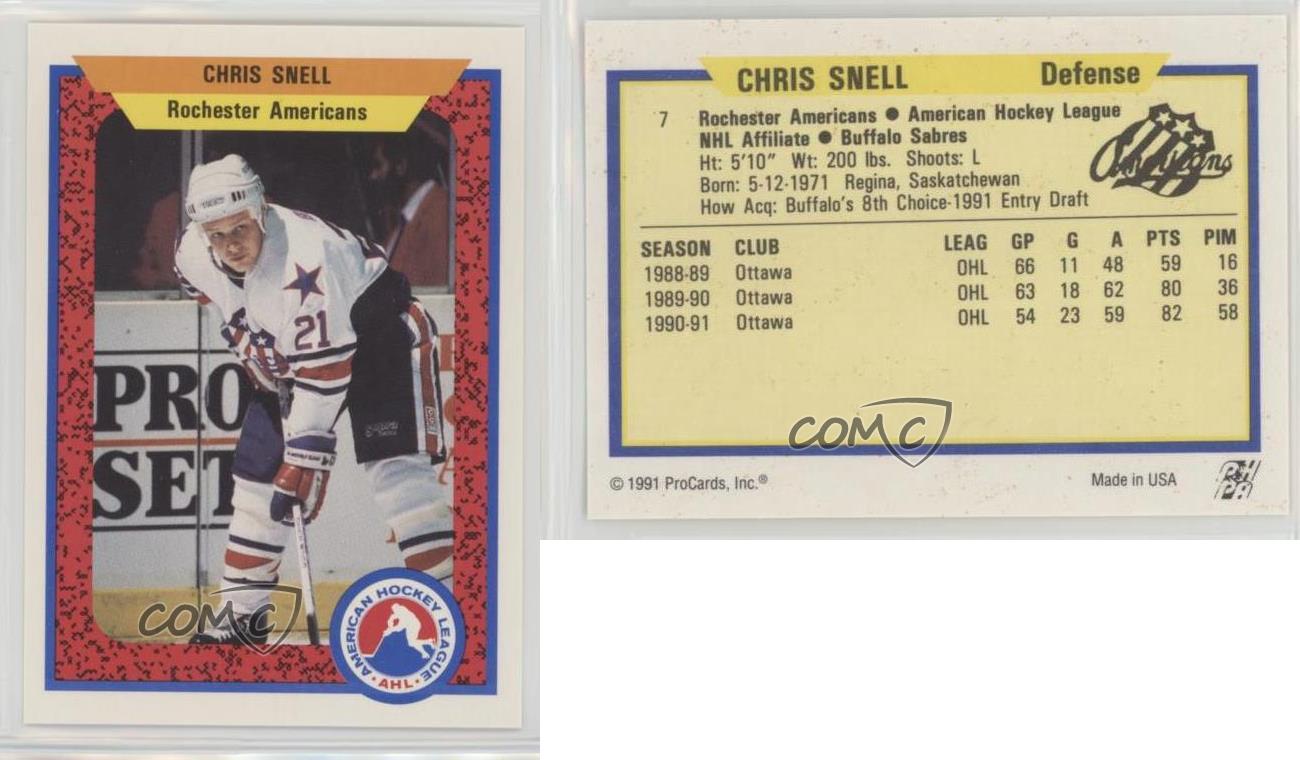 CHRIS SNELL
Rochester Americans
21
PRO
SET
AMERICAN HOCKEY LEAGUE
AHL
COMC
CHRIS SNELL Defense
7 Rochester Americans ● American Hockey League
NHL Affiliate ● Buffalo Sabres
Ht: 5'10" Wt: 200 lbs. Shoots: L
Born: 5-12-1971 Regina, Saskatchewan
How Acq: Buffalo's 8th Choice-1991 Entry Draft
Americans
SEASON CLUB LEAG GP G A PTS PIM
1988-89 Ottawa OHL 66 11 48 59 16
1989-90 Ottawa OHL 63 18 62 80 36
1990-91 Ottawa OHL 54 23 59 82 58
COMC
© 1991 ProCards, Inc.® Made in USA
PHPA